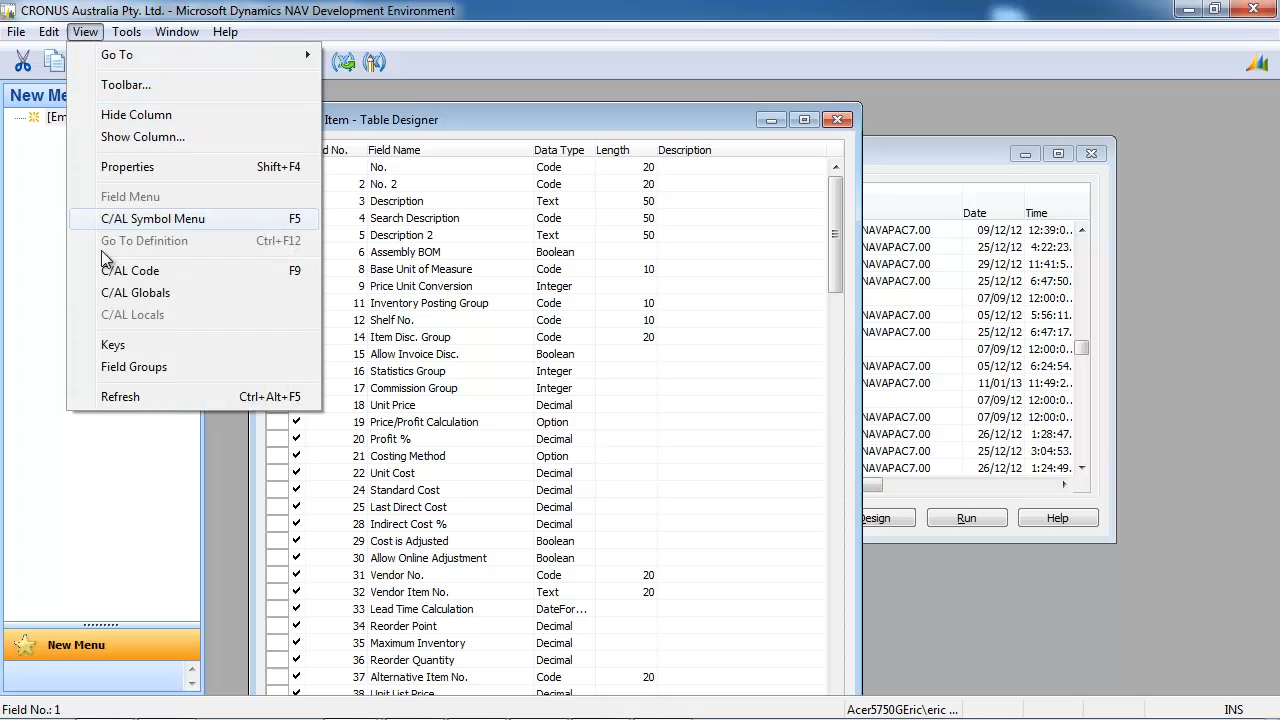 CRONUS Australia Pty. Ltd. - Microsoft Dynamics NAV Development Environment
File Edit View Tools Window Help
Go To
Toolbar...
Hide Column
Show Column...
Properties Shift+F4
Field Menu
C/AL Symbol Menu F5
Go To Definition Ctrl+F12
C/AL Code F9
C/AL Globals
C/AL Locals
Keys
Field Groups
Refresh Ctrl+Alt+F5
New Me
[Em
New Menu
Item - Table Designer
d No. Field Name Data Type Length Description
No. Code 20
2 No. 2 Code 20
3 Description Text 50
4 Search Description Code 50
5 Description 2 Text 50
6 Assembly BOM Boolean
8 Base Unit of Measure Code 10
9 Price Unit Conversion Integer
11 Inventory Posting Group Code 10
12 Shelf No. Code 10
14 Item Disc. Group Code 20
15 Allow Invoice Disc. Boolean
16 Statistics Group Integer
17 Commission Group Integer
18 Unit Price Decimal
19 Price/Profit Calculation Option
20 Profit % Decimal
21 Costing Method Option
22 Unit Cost Decimal
24 Standard Cost Decimal
25 Last Direct Cost Decimal
28 Indirect Cost % Decimal
29 Cost is Adjusted Boolean
30 Allow Online Adjustment Boolean
31 Vendor No. Code 20
32 Vendor Item No. Text 20
33 Lead Time Calculation DateFor...
34 Reorder Point Decimal
35 Maximum Inventory Decimal
36 Reorder Quantity Decimal
37 Alternative Item No. Code 20
38 Unit List Price Decimal
Date Time
NAVAPAC7.00 09/12/12 12:39:0..
NAVAPAC7.00 25/12/12 4:22:23..
NAVAPAC7.00 29/12/12 11:41:5..
NAVAPAC7.00 25/12/12 6:47:50..
07/09/12 12:00:0..
NAVAPAC7.00 05/12/12 5:56:11..
NAVAPAC7.00 25/12/12 6:47:17..
07/09/12 12:00:0..
NAVAPAC7.00 05/12/12 6:24:54..
NAVAPAC7.00 11/01/13 11:49:2..
07/09/12 12:00:0..
NAVAPAC7.00 07/09/12 12:00:0..
NAVAPAC7.00 26/12/12 1:28:47..
NAVAPAC7.00 25/12/12 3:04:53..
NAVAPAC7.00 26/12/12 1:24:49..
Design Run Help
Field No.: 1 Acer5750GEric\eric ... INS